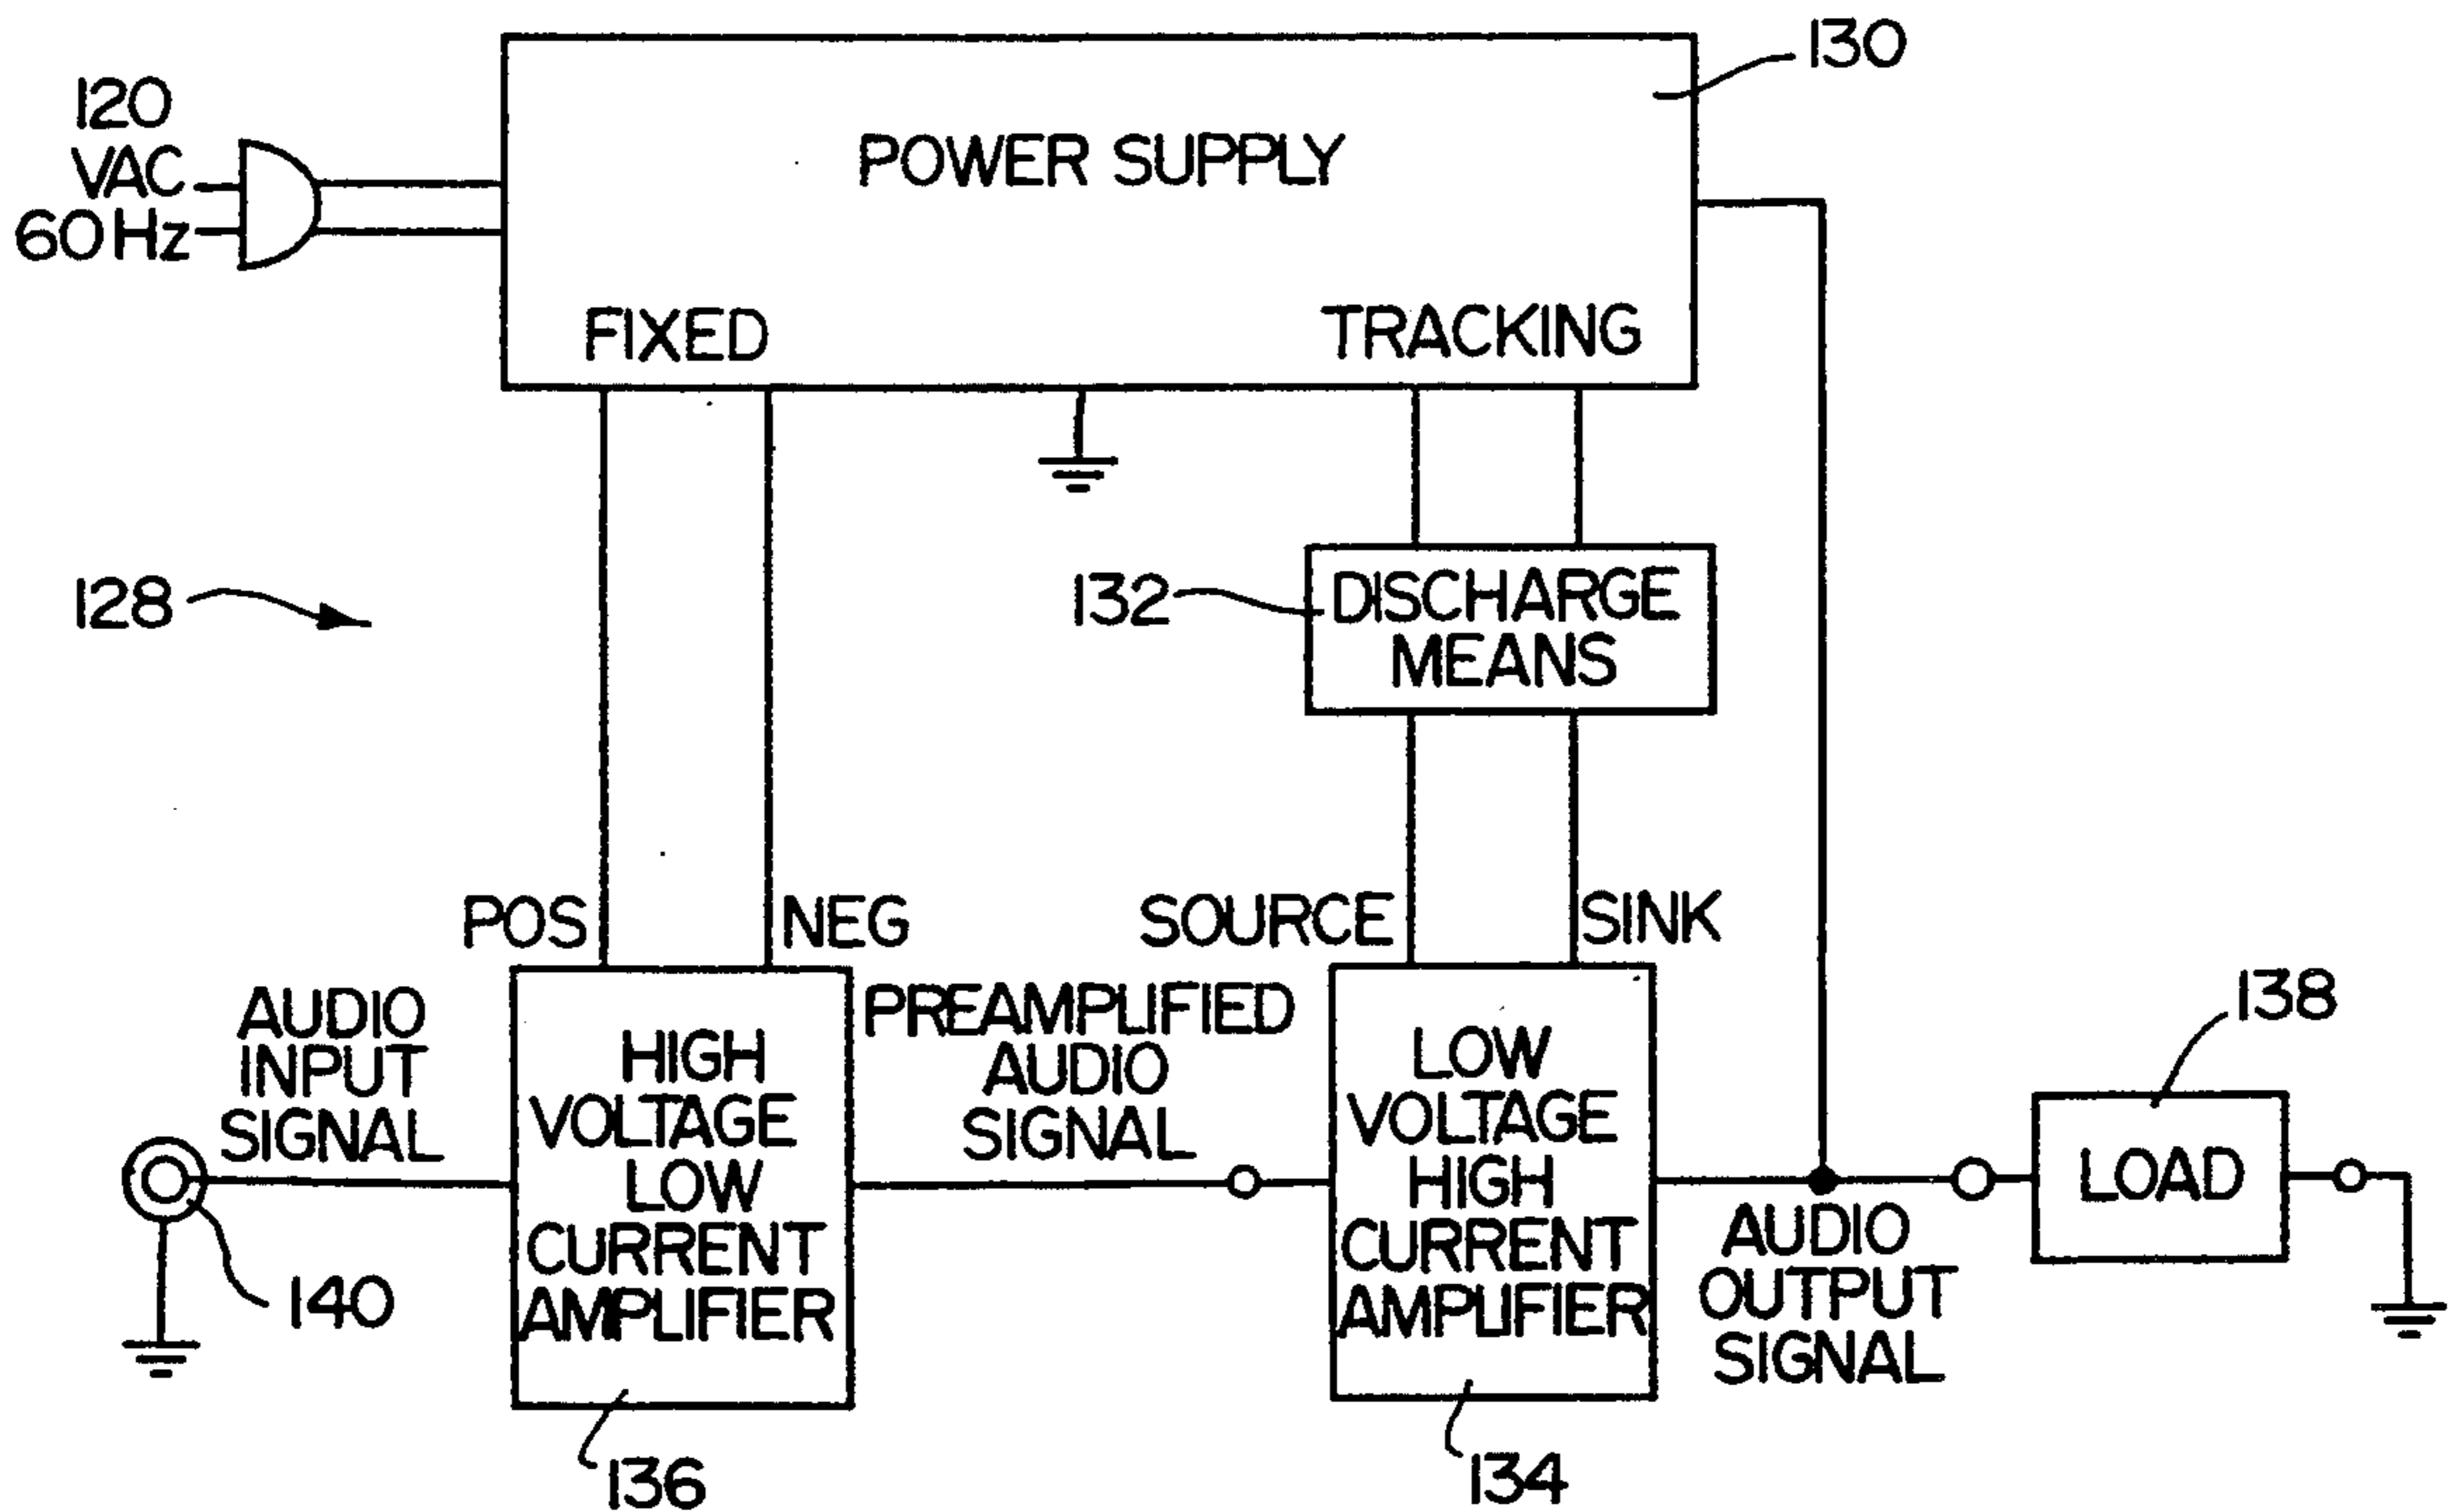 130
120
VAC
60Hz
POWER SUPPLY
FIXED
TRACKING
128
132
DISCHARGE
MEANS
POS
NEG
SOURCE
SINK
AUDIO
INPUT
SIGNAL
HIGH
VOLTAGE
LOW
CURRENT
AMPLIFIER
PREAMPLIFIED
AUDIO
SIGNAL
LOW
VOLTAGE
HIGH
CURRENT
AMPLIFIER
138
LOAD
AUDIO
OUTPUT
SIGNAL
140
136
134